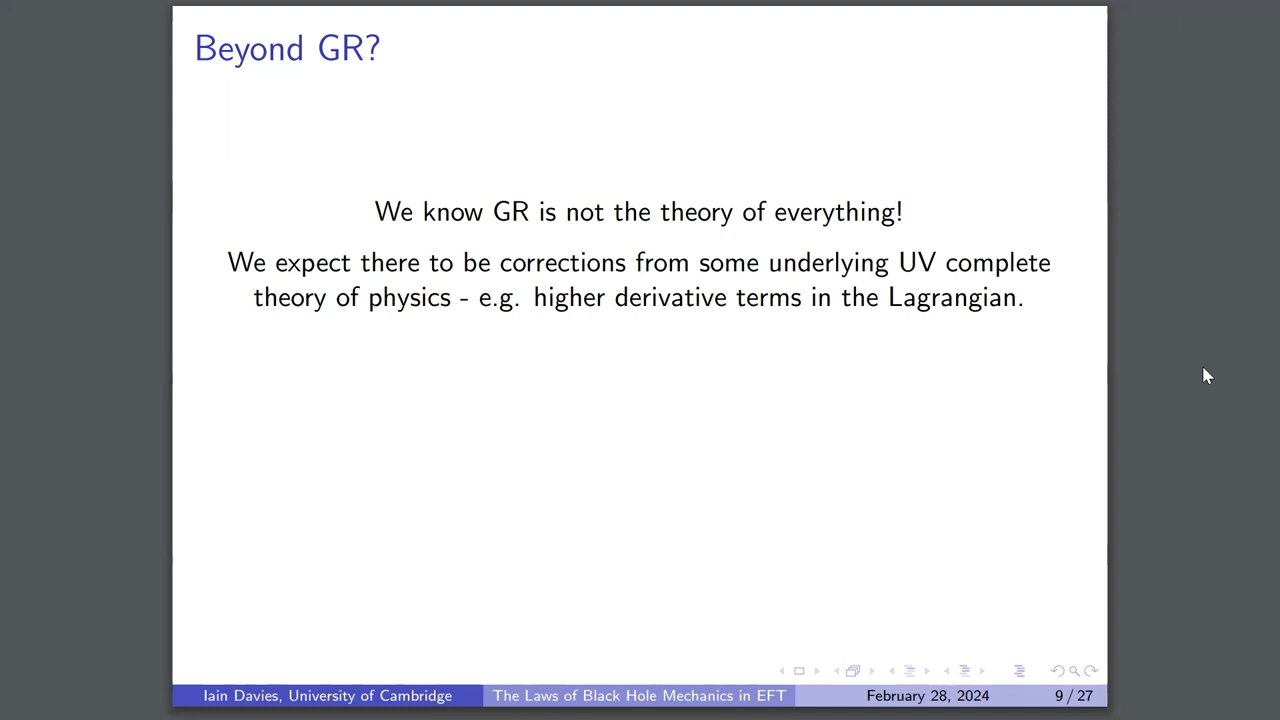 Beyond GR?
We know GR is not the theory of everything!
We expect there to be corrections from some underlying UV complete
theory of physics - e.g. higher derivative terms in the Lagrangian.
Iain Davies, University of Cambridge The Laws of Black Hole Mechanics in EFT February 28, 2024 9 / 27